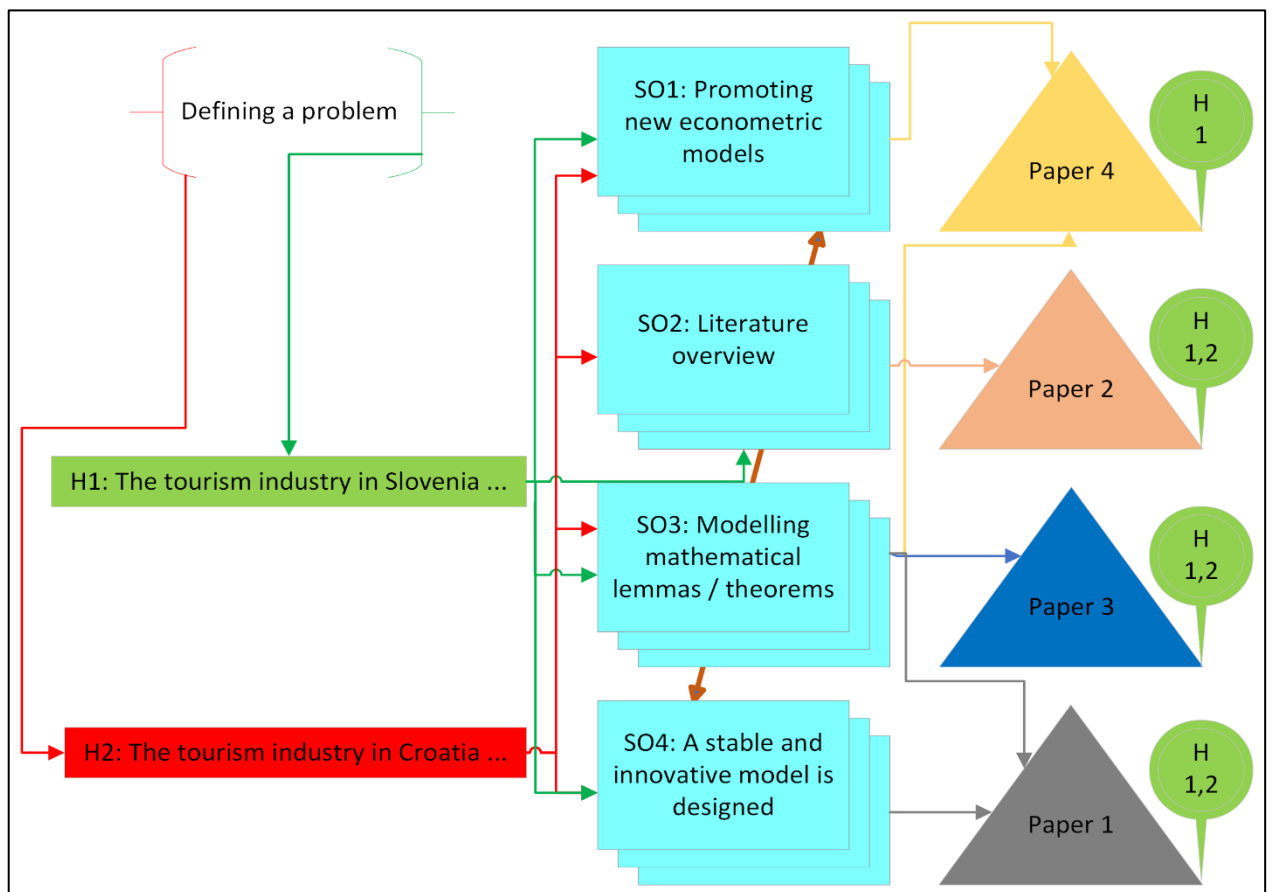 Defining a problem
SO1: Promoting
new econometric
models
Paper 4
H
1
SO2: Literature
overview
Paper 2
H
1,2
H1: The tourism industry in Slovenia ...
SO3: Modelling
mathematical
lemmas / theorems
Paper 3
H
1,2
H2: The tourism industry in Croatia ...
SO4: A stable and
innovative model is
designed
Paper 1
H
1,2